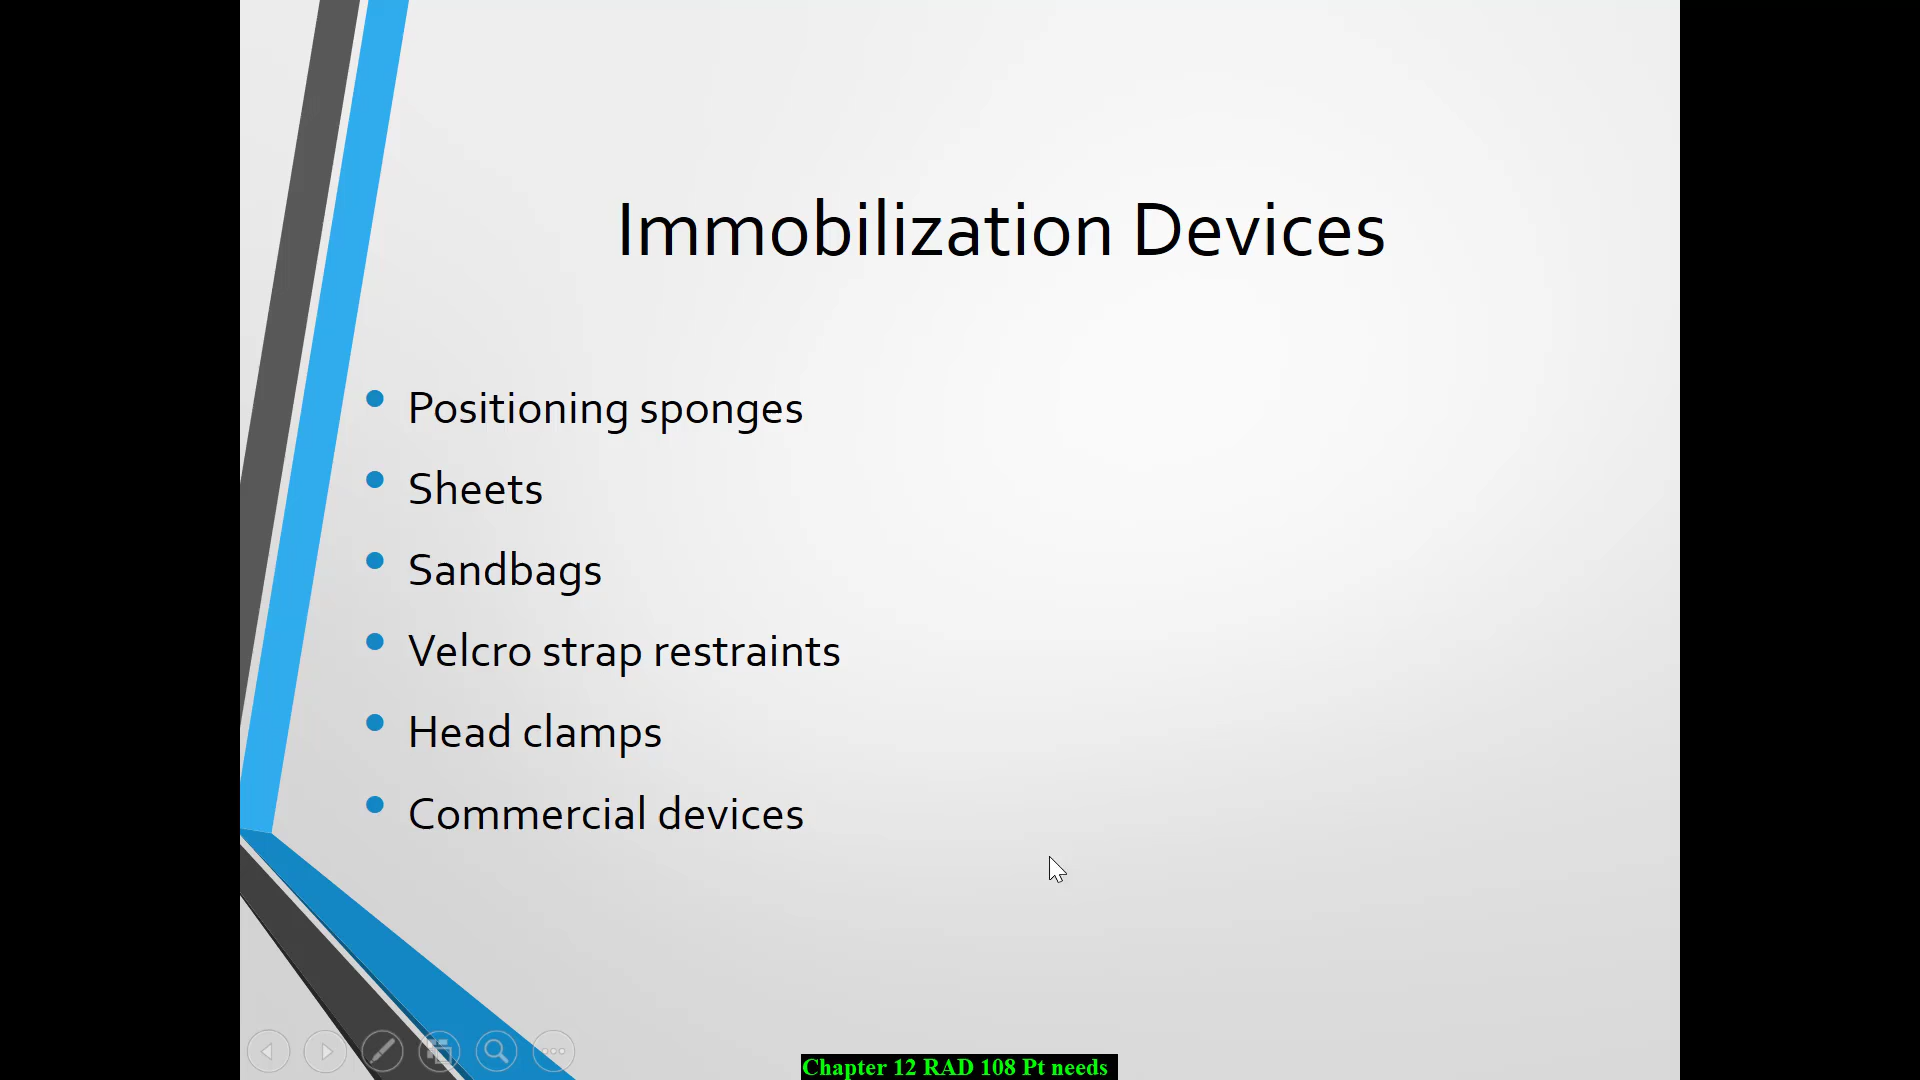 Immobilization Devices
Positioning sponges
Sheets
Sandbags
Velcro strap restraints
Head clamps
Commercial devices
Chapter 12 RAD 108 Pt needs